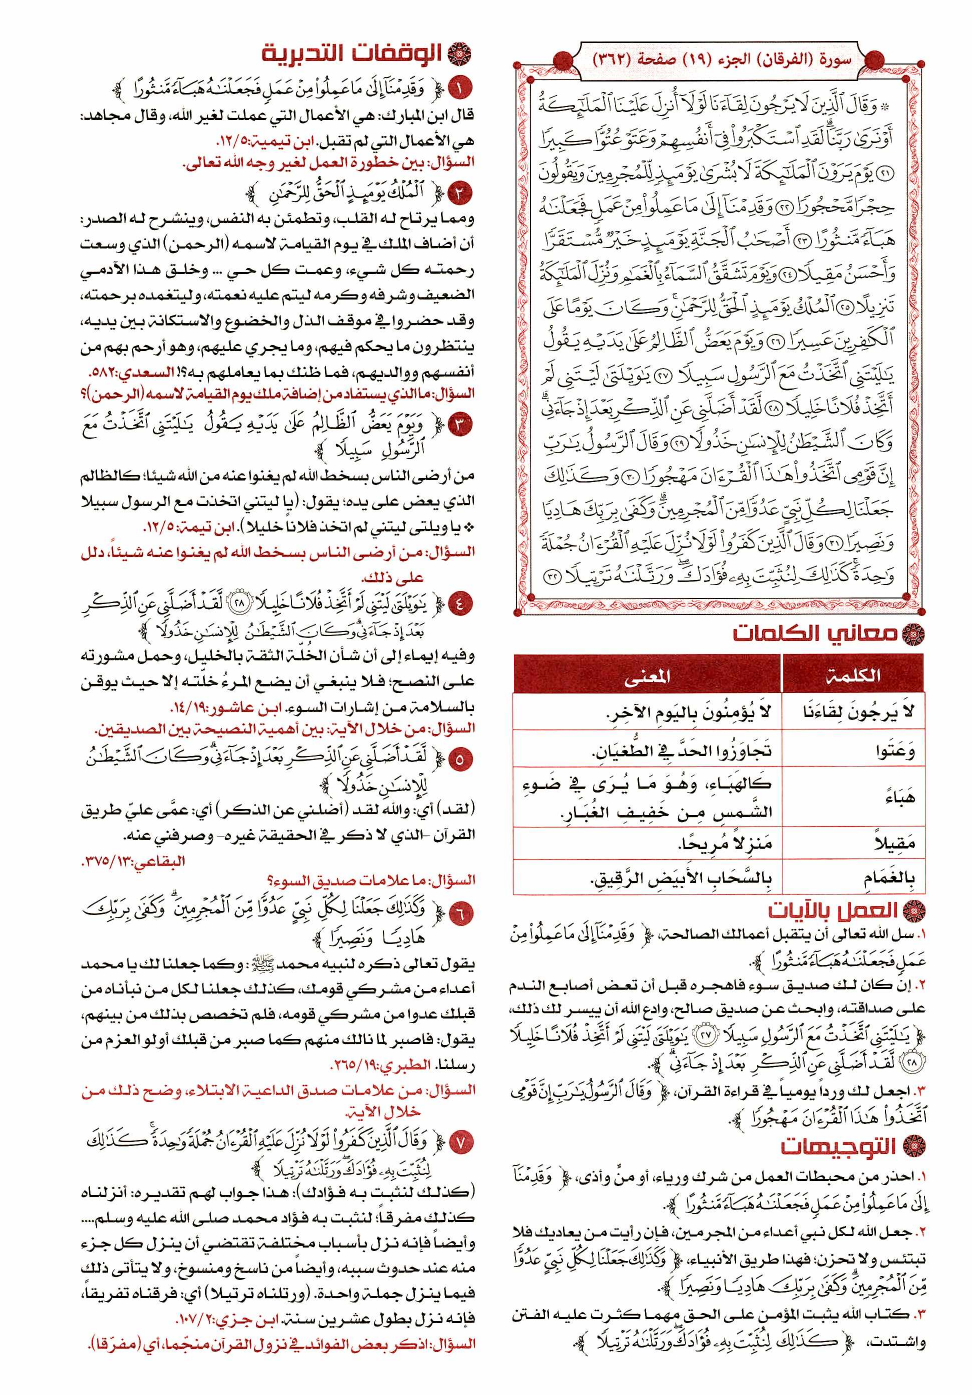 سورة (الفرقان) الجزء (١٩) صفحة (٣٦٢)
۞ وَقَالَ ٱلَّذِينَ لَا يَرْجُونَ لِقَآءَنَا لَوْلَآ أُنزِلَ عَلَيْنَا ٱلْمَلَٰٓئِكَةُ
أَوْ نَرَىٰ رَبَّنَا ۗ لَقَدِ ٱسْتَكْبَرُوا۟ فِىٓ أَنفُسِهِمْ وَعَتَوْ عُتُوًّا كَبِيرًا
٢١ يَوْمَ يَرَوْنَ ٱلْمَلَٰٓئِكَةَ لَا بُشْرَىٰ يَوْمَئِذٍ لِّلْمُجْرِمِينَ وَيَقُولُونَ
حِجْرًا مَّحْجُورًا ٢٢ وَقَدِمْنَآ إِلَىٰ مَا عَمِلُوا۟ مِنْ عَمَلٍ فَجَعَلْنَٰهُ
هَبَآءً مَّنثُورًا ٢٣ أَصْحَٰبُ ٱلْجَنَّةِ يَوْمَئِذٍ خَيْرٌ مُّسْتَقَرًّا
وَأَحْسَنُ مَقِيلًا ٢٤ وَيَوْمَ تَشَقَّقُ ٱلسَّمَآءُ بِٱلْغَمَٰمِ وَنُزِّلَ ٱلْمَلَٰٓئِكَةُ
تَنزِيلًا ٢٥ ٱلْمُلْكُ يَوْمَئِذٍ ٱلْحَقُّ لِلرَّحْمَٰنِ ۚ وَكَانَ يَوْمًا عَلَى
ٱلْكَٰفِرِينَ عَسِيرًا ٢٦ وَيَوْمَ يَعَضُّ ٱلظَّالِمُ عَلَىٰ يَدَيْهِ يَقُولُ
يَٰلَيْتَنِى ٱتَّخَذْتُ مَعَ ٱلرَّسُولِ سَبِيلًا ٢٧ يَٰوَيْلَتَىٰ لَيْتَنِى لَمْ
أَتَّخِذْ فُلَانًا خَلِيلًا ٢٨ لَّقَدْ أَضَلَّنِى عَنِ ٱلذِّكْرِ بَعْدَ إِذْ جَآءَنِى ۗ
وَكَانَ ٱلشَّيْطَٰنُ لِلْإِنسَٰنِ خَذُولًا ٢٩ وَقَالَ ٱلرَّسُولُ يَٰرَبِّ
إِنَّ قَوْمِى ٱتَّخَذُوا۟ هَٰذَا ٱلْقُرْءَانَ مَهْجُورًا ٣٠ وَكَذَٰلِكَ
جَعَلْنَا لِكُلِّ نَبِىٍّ عَدُوًّا مِّنَ ٱلْمُجْرِمِينَ ۗ وَكَفَىٰ بِرَبِّكَ هَادِيًا
وَنَصِيرًا ٣١ وَقَالَ ٱلَّذِينَ كَفَرُوا۟ لَوْلَا نُزِّلَ عَلَيْهِ ٱلْقُرْءَانُ جُمْلَةً
وَٰحِدَةً ۚ كَذَٰلِكَ لِنُثَبِّتَ بِهِۦ فُؤَادَكَ ۖ وَرَتَّلْنَٰهُ تَرْتِيلًا ٣٢
معاني الكلمات
الكلمة المعنى
لاَ يَرجُونَ لِقَاءَنَا لاَ يُؤمِنُونَ بِاليَومِ الآخِرِ.
وَعَتَوا تَجَاوَزُوا الحَدَّ فِي الطُّغيَانِ.
هَبَاءً كَالهَبَاءِ، وَهُوَ مَا يُرَى فِي ضَوءِ
الشَّمسِ مِن خَفِيفِ الغُبَارِ.
مَقِيلاً مَنزِلاً مُرِيحًا.
بِالغَمَامِ بِالسَّحَابِ الأَبيَضِ الرَّقِيقِ.
العمل بالآيات
١. سل الله تعالى أن يتقبل أعمالك الصالحة، ﴿ وَقَدِمْنَآ إِلَىٰ مَا عَمِلُوا۟ مِنْ
عَمَلٍ فَجَعَلْنَٰهُ هَبَآءً مَّنثُورًا ﴾.
٢. إن كان لك صديق سوء فاهجره قبل أن تعض أصابع الندم
على صداقته، وابحث عن صديق صالح، وادع الله أن ييسر لك ذلك،
﴿ يَٰلَيْتَنِى ٱتَّخَذْتُ مَعَ ٱلرَّسُولِ سَبِيلًا ٢٧ يَٰوَيْلَتَىٰ لَيْتَنِى لَمْ أَتَّخِذْ فُلَانًا خَلِيلًا
٢٨ لَّقَدْ أَضَلَّنِى عَنِ ٱلذِّكْرِ بَعْدَ إِذْ جَآءَنِى ۗ ﴾.
٣. اجعل لك ورداً يومياً في قراءة القرآن، ﴿ وَقَالَ ٱلرَّسُولُ يَٰرَبِّ إِنَّ قَوْمِى
ٱتَّخَذُوا۟ هَٰذَا ٱلْقُرْءَانَ مَهْجُورًا ﴾.
التوجيهات
١. احذر من محبطات العمل من شرك ورياء، أو منٍّ وأذى، ﴿ وَقَدِمْنَآ
إِلَىٰ مَا عَمِلُوا۟ مِنْ عَمَلٍ فَجَعَلْنَٰهُ هَبَآءً مَّنثُورًا ﴾.
٢. جعل الله لكل نبي أعداء من المجرمين، فإن رأيت من يعاديك فلا
تبتئس ولا تحزن؛ فهذا طريق الأنبياء، ﴿ وَكَذَٰلِكَ جَعَلْنَا لِكُلِّ نَبِىٍّ عَدُوًّا
مِّنَ ٱلْمُجْرِمِينَ ۗ وَكَفَىٰ بِرَبِّكَ هَادِيًا وَنَصِيرًا ﴾.
٣. كتاب الله يثبت المؤمن على الحق مهما كثرت عليه الفتن
واشتدت، ﴿ كَذَٰلِكَ لِنُثَبِّتَ بِهِۦ فُؤَادَكَ ۖ وَرَتَّلْنَٰهُ تَرْتِيلًا ﴾.
الوقفات التدبرية
١ ﴿ وَقَدِمْنَآ إِلَىٰ مَا عَمِلُوا۟ مِنْ عَمَلٍ فَجَعَلْنَٰهُ هَبَآءً مَّنثُورًا ﴾
قال ابن المبارك: هي الأعمال التي عملت لغير الله، وقال مجاهد:
هي الأعمال التي لم تقبل. ابن تيمية:١٢/٥.
السؤال: بين خطورة العمل لغير وجه الله تعالى.
٢ ﴿ ٱلْمُلْكُ يَوْمَئِذٍ ٱلْحَقُّ لِلرَّحْمَٰنِ ﴾
ومما يرتاح له القلب، وتطمئن به النفس، وينشرح له الصدر:
أن أضاف الملك في يوم القيامة لاسمه (الرحمن) الذي وسعت
رحمته كل شيء، وعمت كل حي ... وخلق هذا الآدمي
الضعيف وشرفه وكرمه ليتم عليه نعمته، وليتغمده برحمته،
وقد حضروا في موقف الذل والخضوع والاستكانة بين يديه،
ينتظرون ما يحكم فيهم، وما يجري عليهم، وهو أرحم بهم من
أنفسهم ووالديهم، فما ظنك بما يعاملهم به؟! السعدي:٥٨٢.
السؤال: ما الذي يستفاد من إضافة ملك يوم القيامة لاسمه (الرحمن)؟
٣ ﴿ وَيَوْمَ يَعَضُّ ٱلظَّالِمُ عَلَىٰ يَدَيْهِ يَقُولُ يَٰلَيْتَنِى ٱتَّخَذْتُ مَعَ
ٱلرَّسُولِ سَبِيلًا ﴾
من أرضى الناس بسخط الله لم يغنوا عنه من الله شيئا؛ كالظالم
الذي يعض على يده؛ يقول: (يا ليتني اتخذت مع الرسول سبيلا
* يا ويلتى ليتني لم اتخذ فلاناً خليلا). ابن تيمة:١٢/٥.
السؤال: من أرضى الناس بسخط الله لم يغنوا عنه شيئاً، دلل
على ذلك.
٤ ﴿ يَٰوَيْلَتَىٰ لَيْتَنِى لَمْ أَتَّخِذْ فُلَانًا خَلِيلًا ٢٨ لَّقَدْ أَضَلَّنِى عَنِ ٱلذِّكْرِ
بَعْدَ إِذْ جَآءَنِى ۗ وَكَانَ ٱلشَّيْطَٰنُ لِلْإِنسَٰنِ خَذُولًا ﴾
وفيه إيماء إلى أن شأن الخُلّة الثقة بالخليل، وحمل مشورته
على النصح؛ فلا ينبغي أن يضع المرءُ خلّته إلا حيث يوقن
بالسلامة من إشارات السوء. ابن عاشور:١٤/١٩.
السؤال: من خلال الآية: بين أهمية النصيحة بين الصديقين.
٥ ﴿ لَّقَدْ أَضَلَّنِى عَنِ ٱلذِّكْرِ بَعْدَ إِذْ جَآءَنِى ۗ وَكَانَ ٱلشَّيْطَٰنُ
لِلْإِنسَٰنِ خَذُولًا ﴾
(لقد) أي: والله لقد (أضلني عن الذكر) أي: عمَّى عليّ طريق
القرآن -الذي لا ذكر في الحقيقة غيره- وصرفني عنه.
البقاعي:٣٧٥/١٣.
السؤال: ما علامات صديق السوء؟
٦ ﴿ وَكَذَٰلِكَ جَعَلْنَا لِكُلِّ نَبِىٍّ عَدُوًّا مِّنَ ٱلْمُجْرِمِينَ ۗ وَكَفَىٰ بِرَبِّكَ
هَادِيًا وَنَصِيرًا ﴾
يقول تعالى ذكره لنبيه محمد ﷺ: وكما جعلنا لك يا محمد
أعداء من مشركي قومك، كذلك جعلنا لكل من نبأناه من
قبلك عدوا من مشركي قومه، فلم تخصص بذلك من بينهم،
يقول: فاصبر لما نالك منهم كما صبر من قبلك أولو العزم من
رسلنا. الطبري:٢٦٥/١٩.
السؤال: من علامات صدق الداعية الابتلاء، وضح ذلك من
خلال الآية.
٧ ﴿ وَقَالَ ٱلَّذِينَ كَفَرُوا۟ لَوْلَا نُزِّلَ عَلَيْهِ ٱلْقُرْءَانُ جُمْلَةً وَٰحِدَةً ۚ كَذَٰلِكَ
لِنُثَبِّتَ بِهِۦ فُؤَادَكَ ۖ وَرَتَّلْنَٰهُ تَرْتِيلًا ﴾
(كذلك لنثبت به فؤادك): هذا جواب لهم تقديره: أنزلناه
كذلك مفرقاً؛ لنثبت به فؤاد محمد صلى الله عليه وسلم....
وأيضاً فإنه نزل بأسباب مختلفة تقتضي أن ينزل كل جزء
منه عند حدوث سببه، وأيضاً من ناسخ ومنسوخ، ولا يتأتى ذلك
فيما ينزل جملة واحدة. (ورتلناه ترتيلا) أي: فرقناه تفريقاً،
فإنه نزل بطول عشرين سنة. ابن جزي:١٠٧/٢.
السؤال: اذكر بعض الفوائد في نزول القرآن منجّما، أي (مفرَقا).